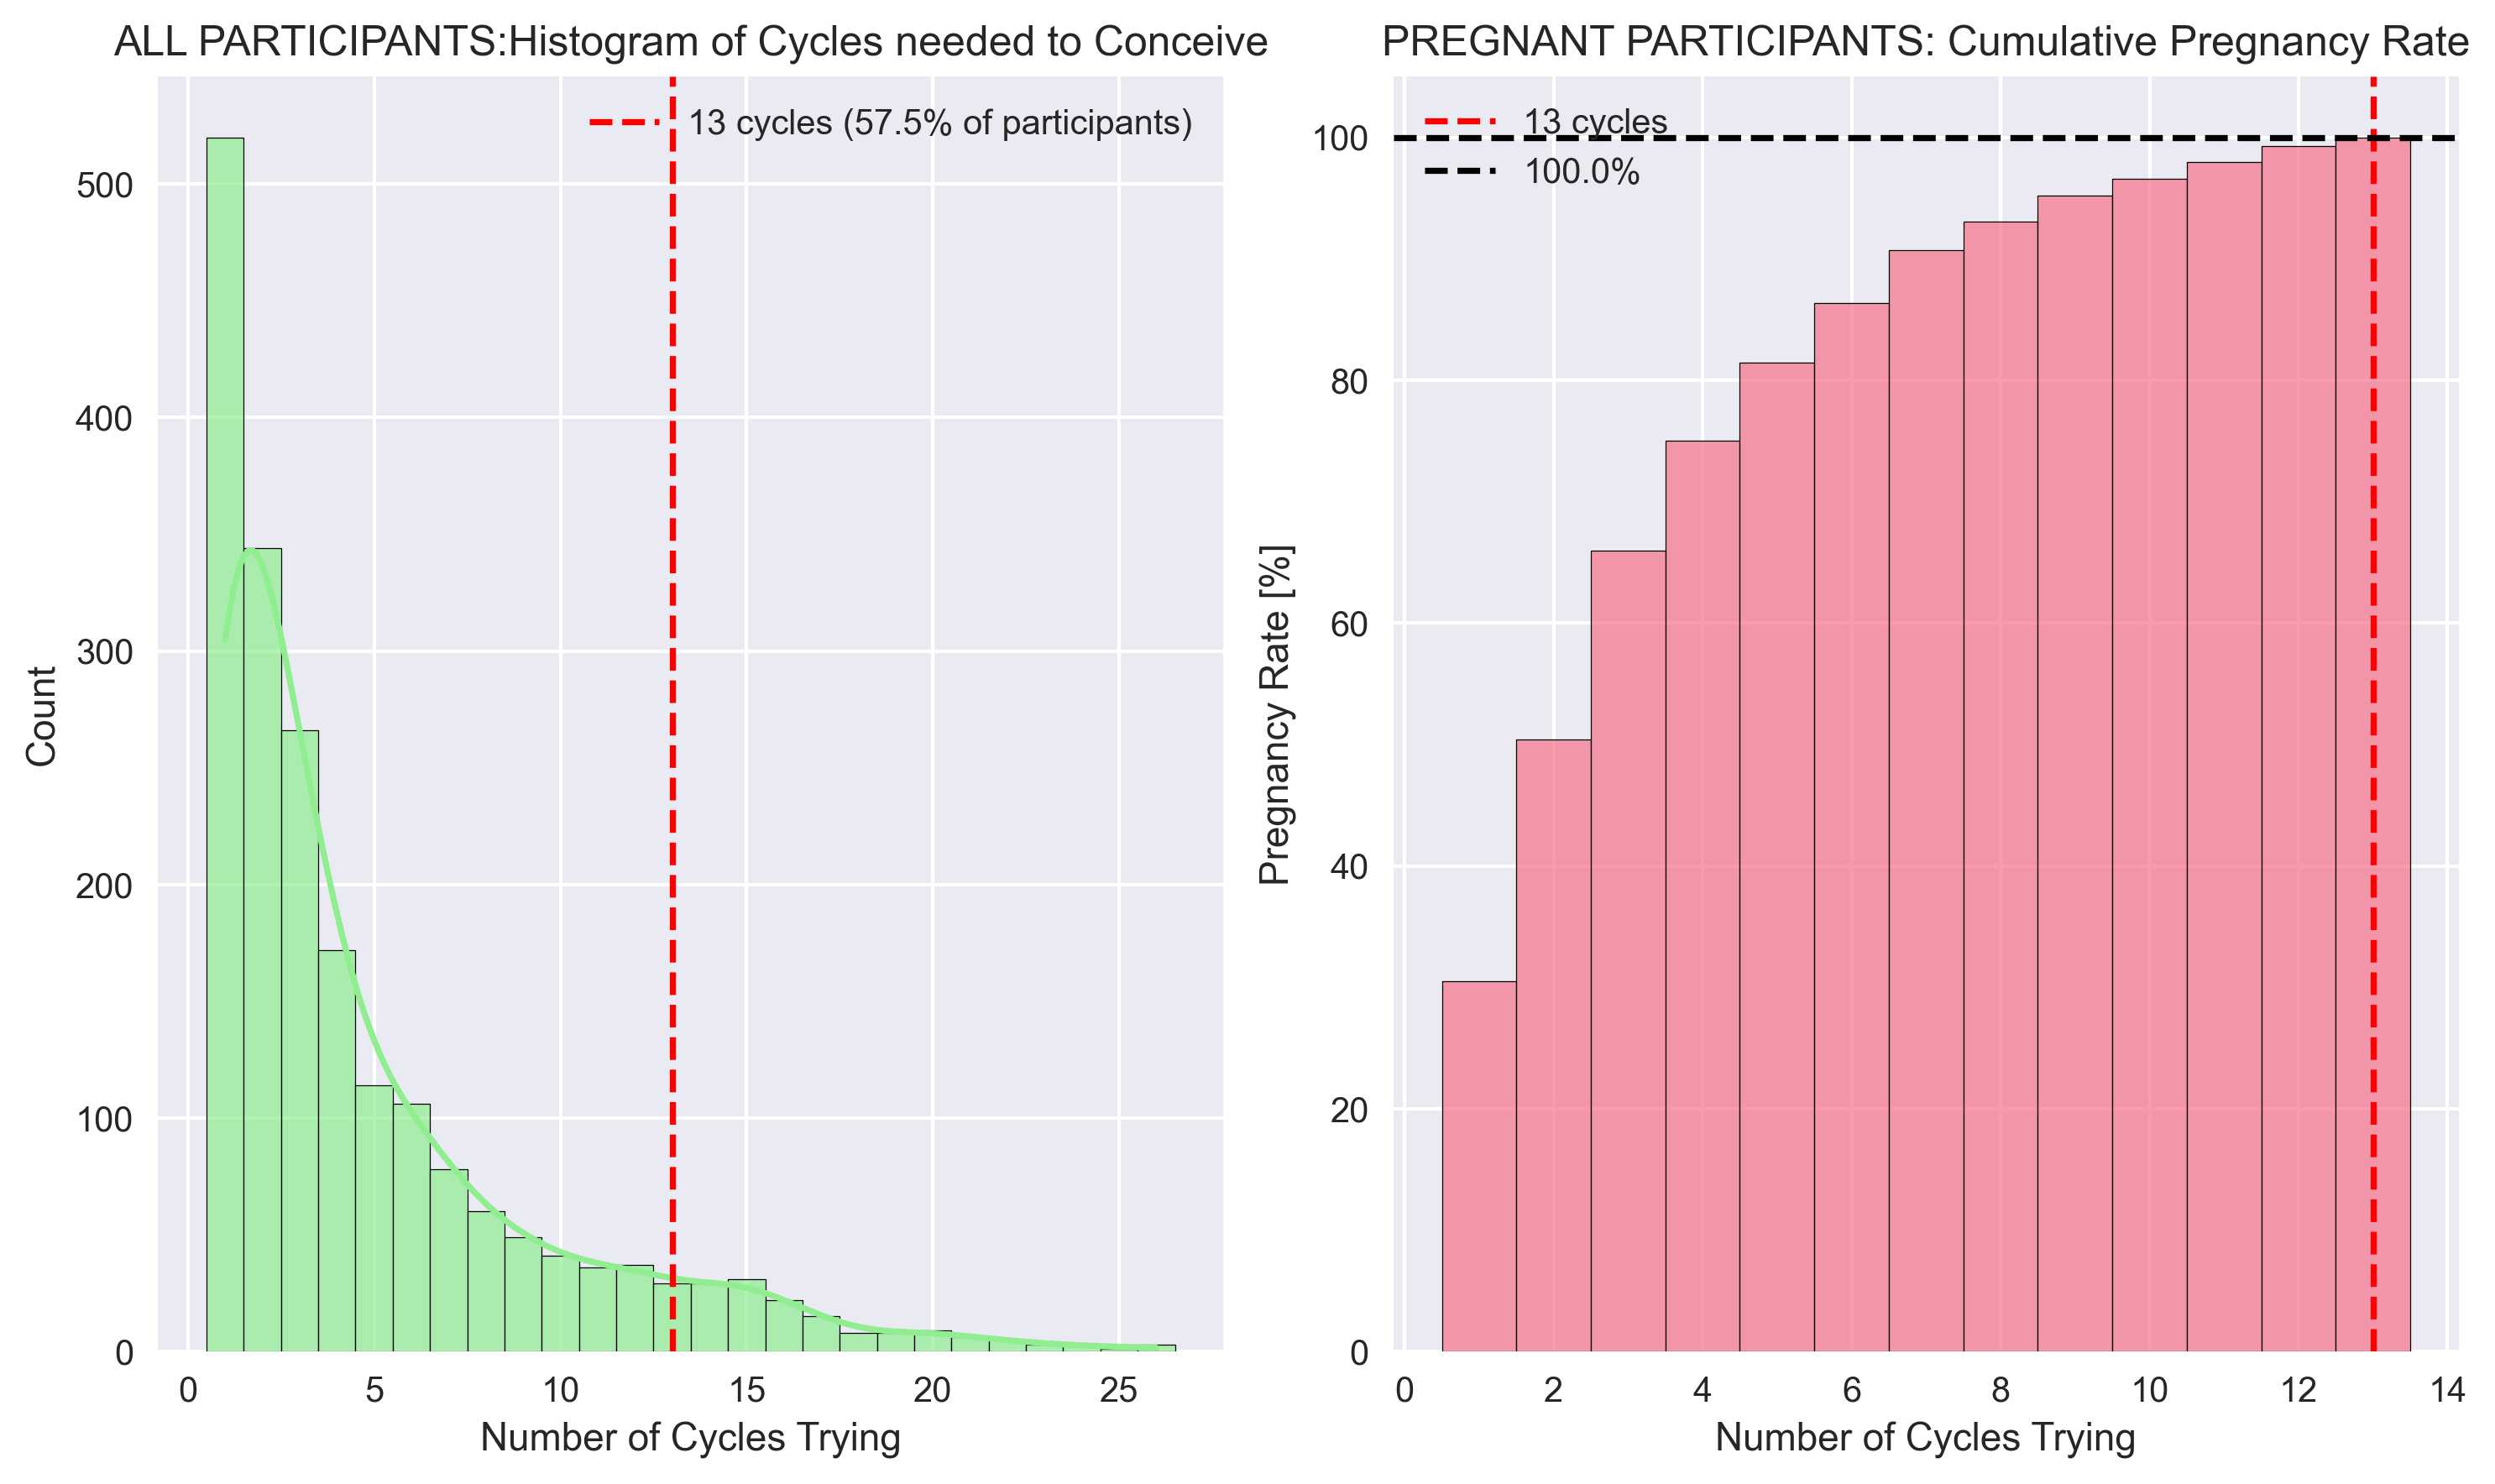 ALL PARTICIPANTS:Histogram of Cycles needed to Conceive
13 cycles (57.5% of participants)
500
400
300
200
100
0
Count
0 5 10 15 20 25
Number of Cycles Trying
PREGNANT PARTICIPANTS: Cumulative Pregnancy Rate
13 cycles
100.0%
100
80
60
40
20
0
Pregnancy Rate [%]
0 2 4 6 8 10 12 14
Number of Cycles Trying